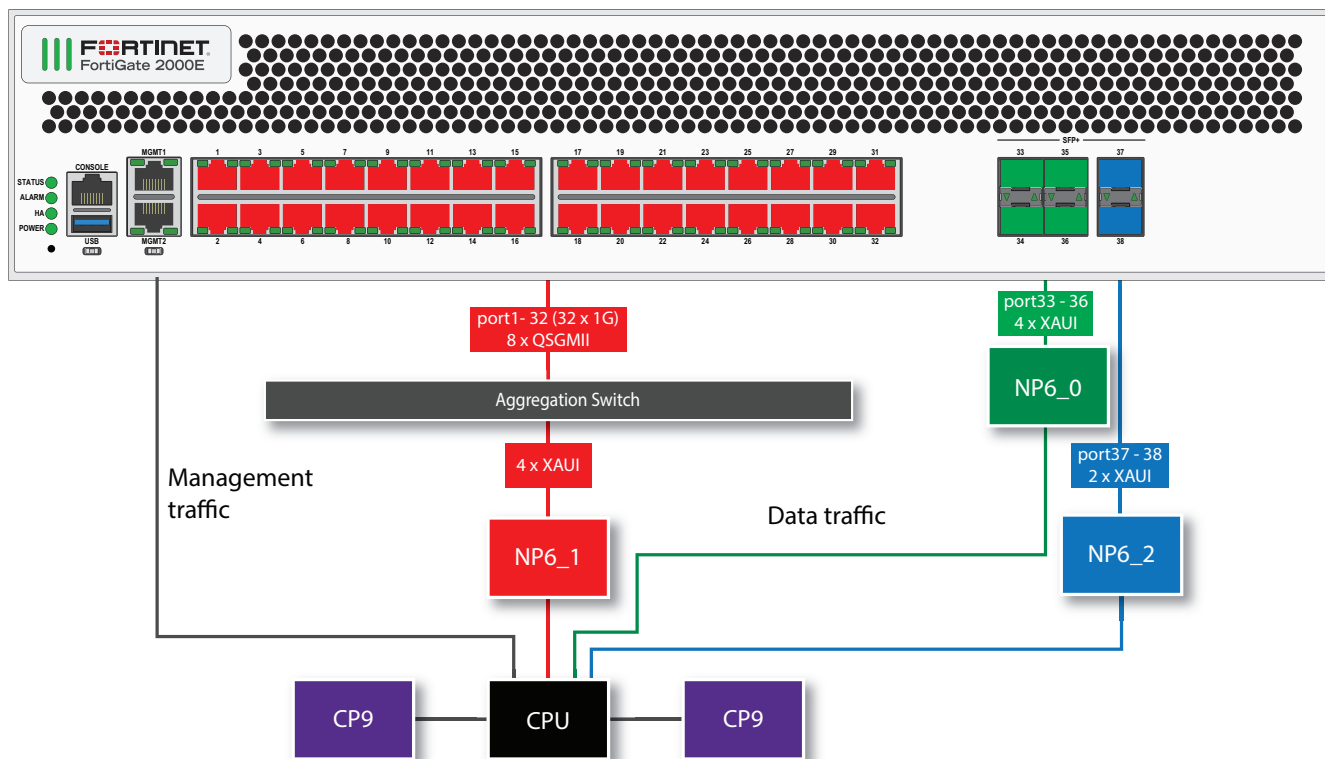 FORTINET
FortiGate 2000E
STATUS
ALARM
HA
POWER
CONSOLE
USB
MGMT1
MGMT2
1 3 5 7 9 11 13 15
2 4 6 8 10 12 14 16
17 19 21 23 25 27 29 31
18 20 22 24 26 28 30 32
SFP+
33 35 37
34 36 38
port1- 32 (32 x 1G)
8 x QSGMII
port33 - 36
4 x XAUI
Aggregation Switch
NP6_0
4 x XAUI
port37 - 38
2 x XAUI
Management
traffic
Data traffic
NP6_1
NP6_2
CP9
CPU
CP9